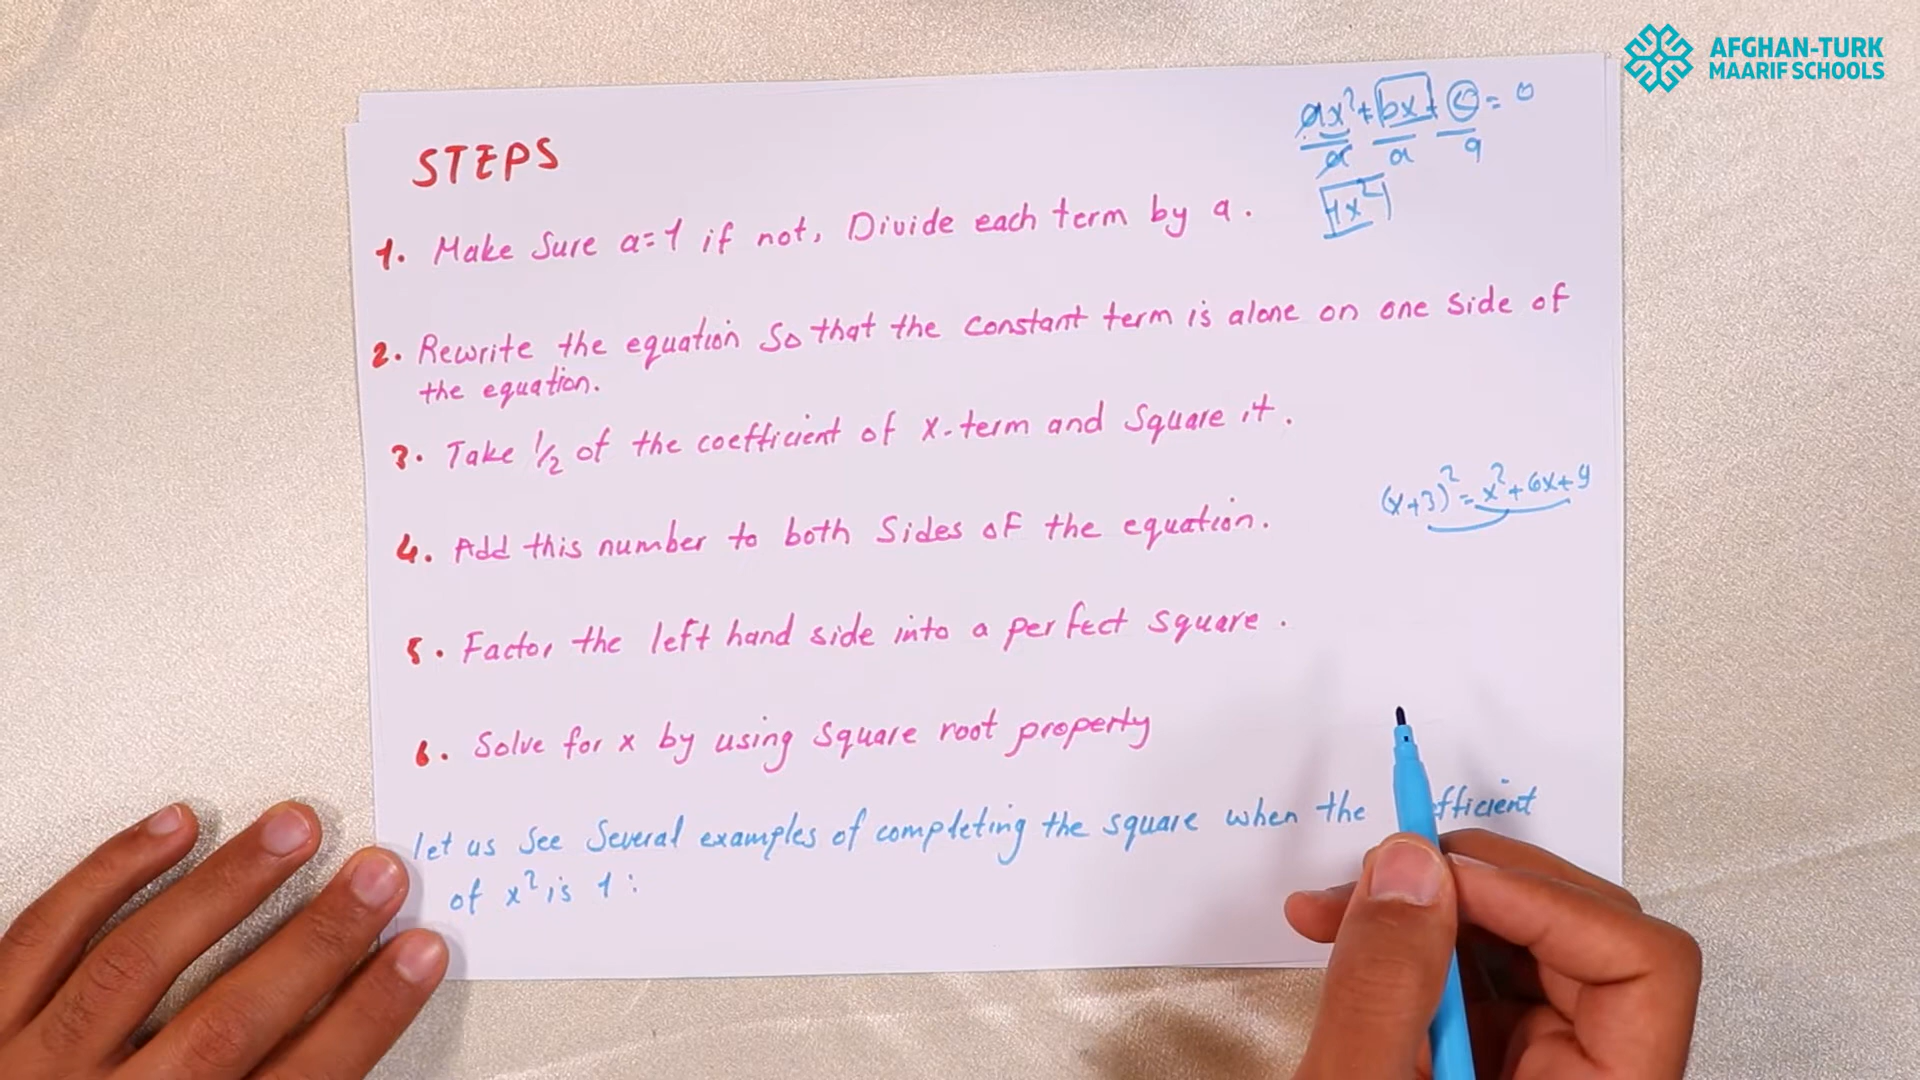 AFGHAN-TURK
MAARIF SCHOOLS
STEPS
ax²+bx+c=0
a a a
1x²
1. Make Sure a=1 if not, Divide each term by a.
2. Rewrite the equation So that the constant term is alone on one side of
the equation.
3. Take 1/2 of the coefficient of x-term and Square it.
(x+3)²=x²+6x+9
4. Add this number to both Sides of the equation.
5. Factor the left hand side into a perfect square.
6. Solve for x by using square root property
let us See Several examples of completing the square when the efficient
of x² is 1: